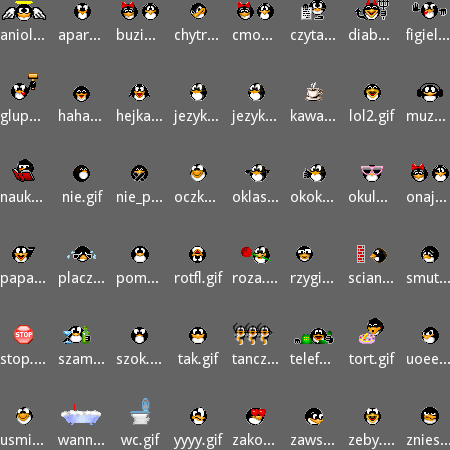 aniol... apar... buzi... chytr... cmo... czyta... diab... figiel...
glup... haha... hejka... jezyk... jezyk... kawa... lol2.gif muz...
nauk... nie.gif nie_p... oczk... oklas... okok... okul... onaj...
STOP
papa... placz... pom... rotfl.gif roza.... rzygi... scian... smut...
stop.... szam... szok.... tak.gif tancz... telef... tort.gif uoee...
usmi... wann... wc.gif yyyy.gif zako... zaws... zeby.... znies...